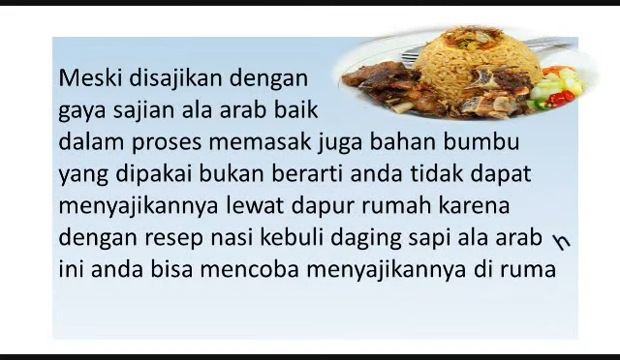 Meski disajikan dengan
gaya sajian ala arab baik
dalam proses memasak juga bahan bumbu
yang dipakai bukan berarti anda tidak dapat
menyajikannya lewat dapur rumah karena
dengan resep nasi kebuli daging sapi ala arab
ini anda bisa mencoba menyajikannya di rumah